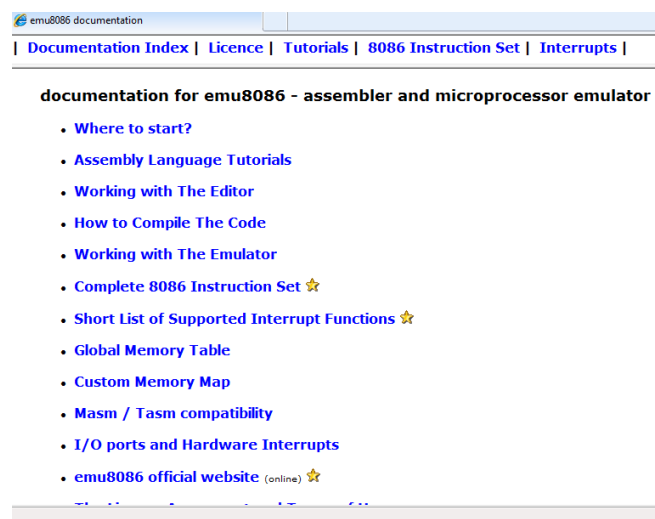 emu8086 documentation
| Documentation Index | Licence | Tutorials | 8086 Instruction Set | Interrupts |
documentation for emu8086 - assembler and microprocessor emulator
• Where to start?
• Assembly Language Tutorials
• Working with The Editor
• How to Compile The Code
• Working with The Emulator
• Complete 8086 Instruction Set
• Short List of Supported Interrupt Functions
• Global Memory Table
• Custom Memory Map
• Masm / Tasm compatibility
• I/O ports and Hardware Interrupts
• emu8086 official website (online)